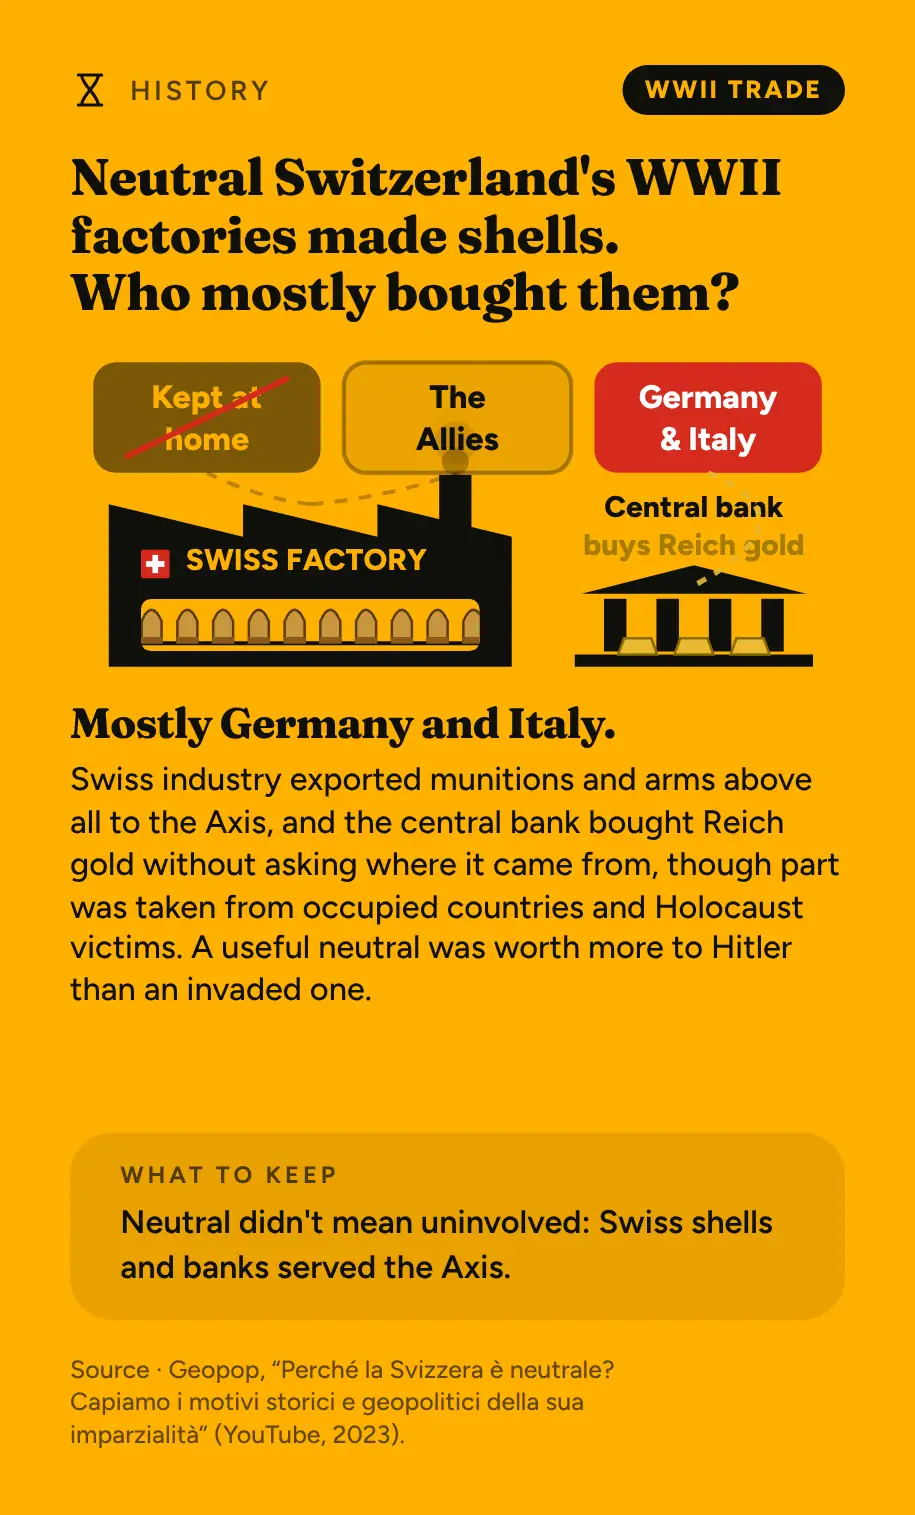 HISTORY
WWII TRADE
Neutral Switzerland's WWII
factories made shells.
Who mostly bought them?
Kept at
home
The
Allies
Germany
& Italy
Central bank
buys Reich gold
SWISS FACTORY
Mostly Germany and Italy.
Swiss industry exported munitions and arms above
all to the Axis, and the central bank bought Reich
gold without asking where it came from, though part
was taken from occupied countries and Holocaust
victims. A useful neutral was worth more to Hitler
than an invaded one.
WHAT TO KEEP
Neutral didn't mean uninvolved: Swiss shells
and banks served the Axis.
Source · Geopop, “Perché la Svizzera è neutrale?
Capiamo i motivi storici e geopolitici della sua
imparzialità” (YouTube, 2023).